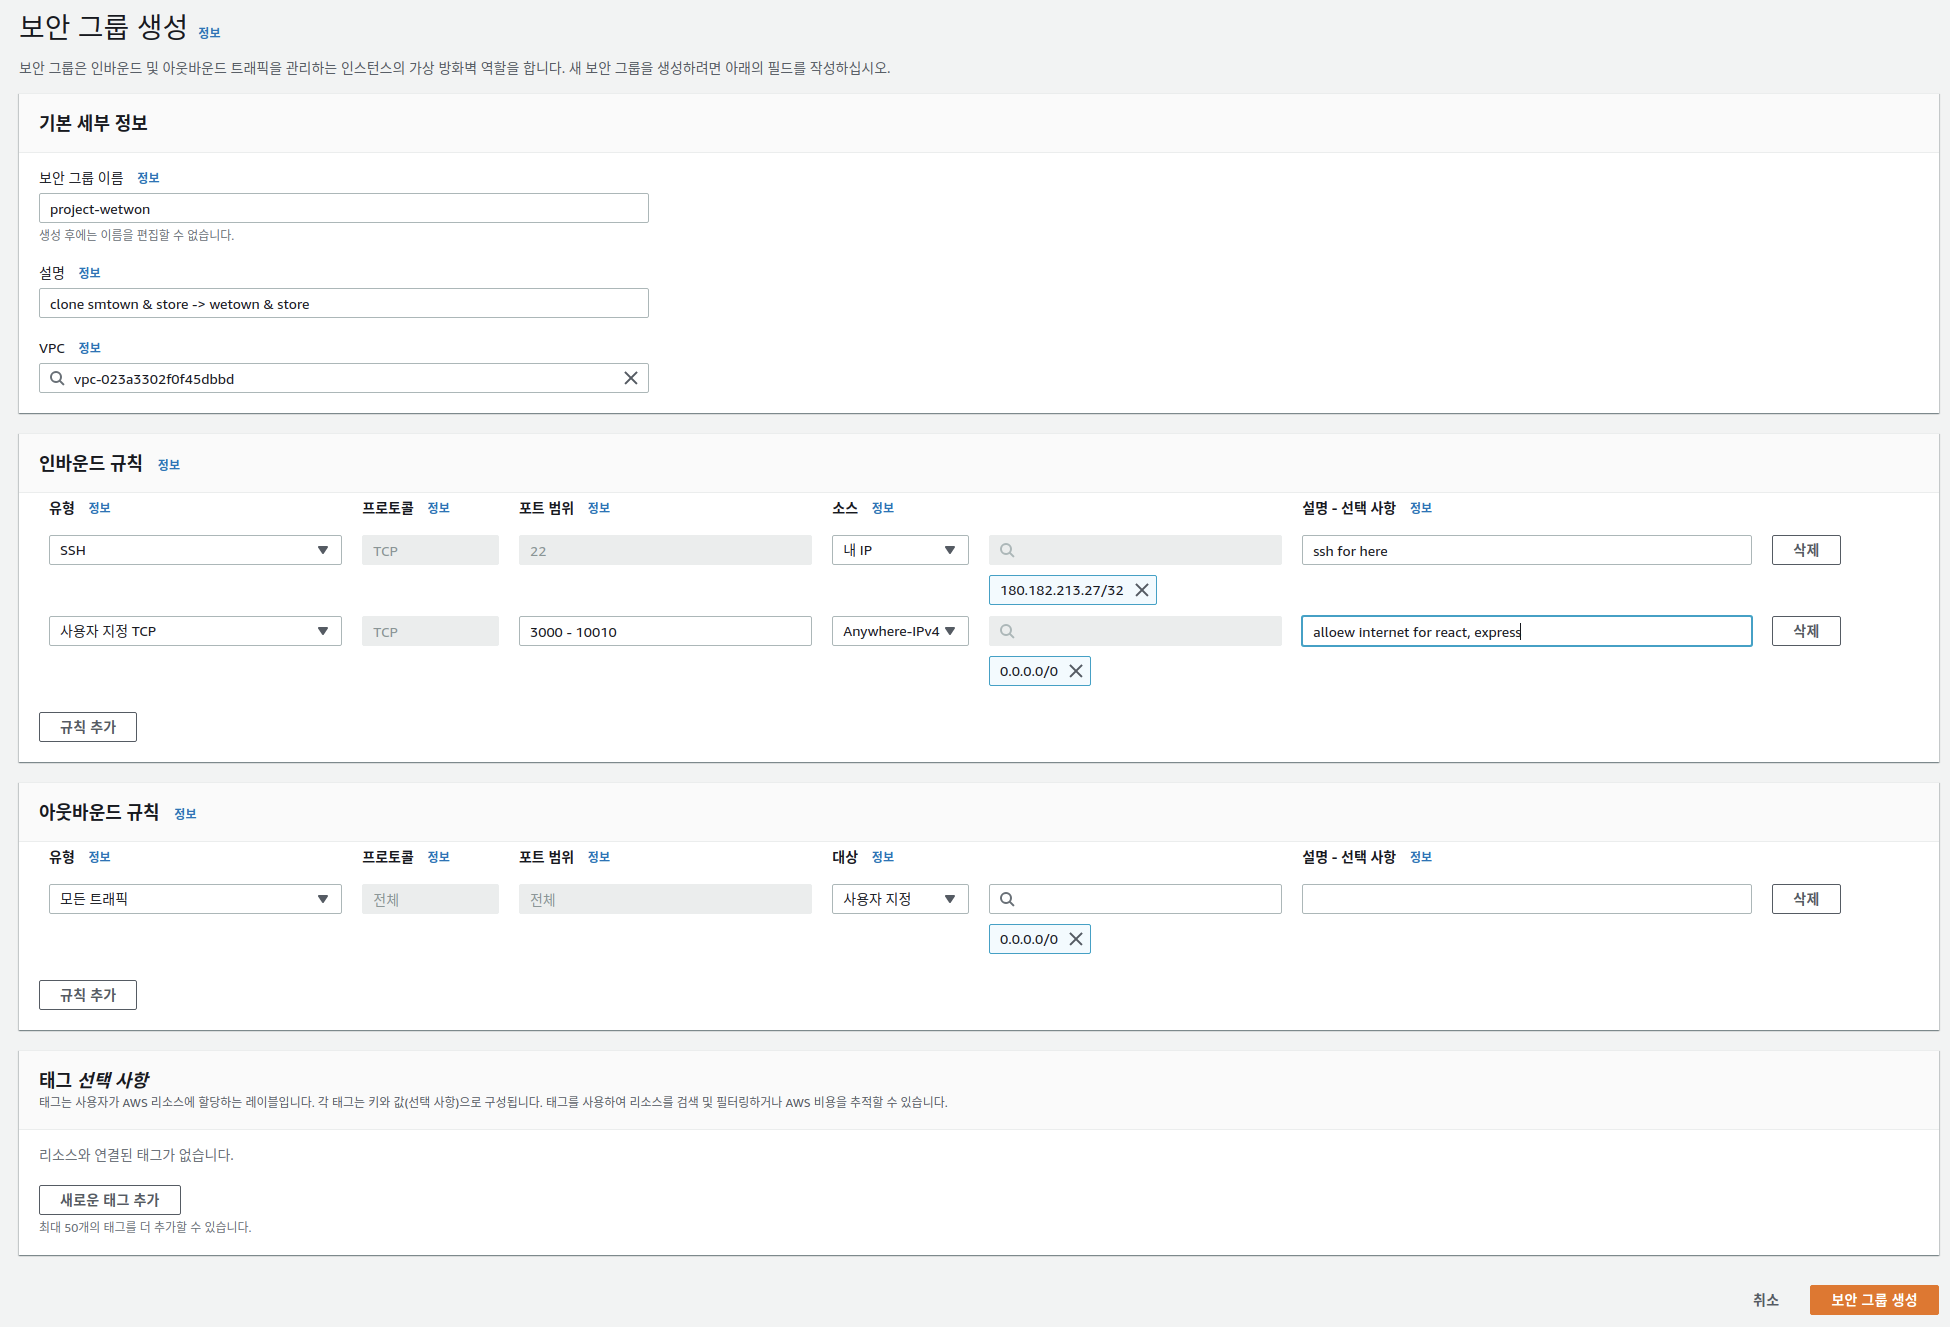 보안 그룹 생성 정보
보안 그룹은 인바운드 및 아웃바운드 트래픽을 관리하는 인스턴스의 가상 방화벽 역할을 합니다. 새 보안 그룹을 생성하려면 아래의 필드를 작성하십시오.
기본 세부 정보
보안 그룹 이름 정보
project-wetwon
생성 후에는 이름을 편집할 수 없습니다.
설명 정보
clone smtown & store -> wetown & store
VPC 정보
vpc-023a3302f0f45dbbd
인바운드 규칙 정보
유형 정보 프로토콜 정보 포트 범위 정보 소스 정보 설명 - 선택 사항 정보
SSH TCP 22 내 IP ssh for here 삭제
180.182.213.27/32
사용자 지정 TCP TCP 3000 - 10010 Anywhere-IPv4 alloew internet for react, express 삭제
0.0.0.0/0
규칙 추가
아웃바운드 규칙 정보
유형 정보 프로토콜 정보 포트 범위 정보 대상 정보 설명 - 선택 사항 정보
모든 트래픽 전체 전체 사용자 지정 삭제
0.0.0.0/0
규칙 추가
태그 선택 사항
태그는 사용자가 AWS 리소스에 할당하는 레이블입니다. 각 태그는 키와 값(선택 사항)으로 구성됩니다. 태그를 사용하여 리소스를 검색 및 필터링하거나 AWS 비용을 추적할 수 있습니다.
리소스와 연결된 태그가 없습니다.
새로운 태그 추가
최대 50개의 태그를 더 추가할 수 있습니다.
취소 보안 그룹 생성